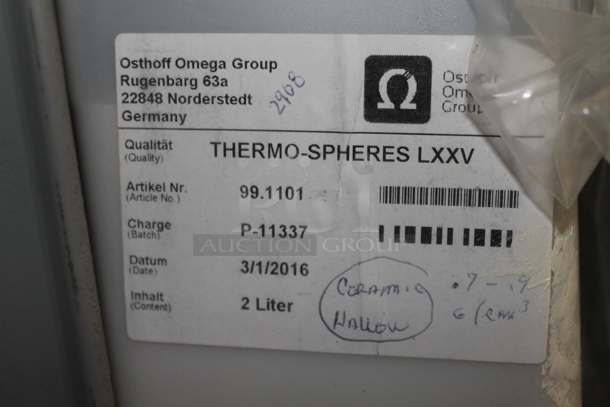 Osthoff Omega Group
Rugenbarg 63a
22848 Norderstedt
Germany
2908
Ω
Osthoff
Omega
Group
Qualität
(Quality)
THERMO-SPHERES LXXV
Artikel Nr.
(Article No.)
99.1101
Charge
(Batch)
P-11337
AUCTION GROUP
Datum
(Date)
3/1/2016
Inhalt
(Content)
2 Liter
CERAMIC
HALLOW
.7 - .9
G/cm³